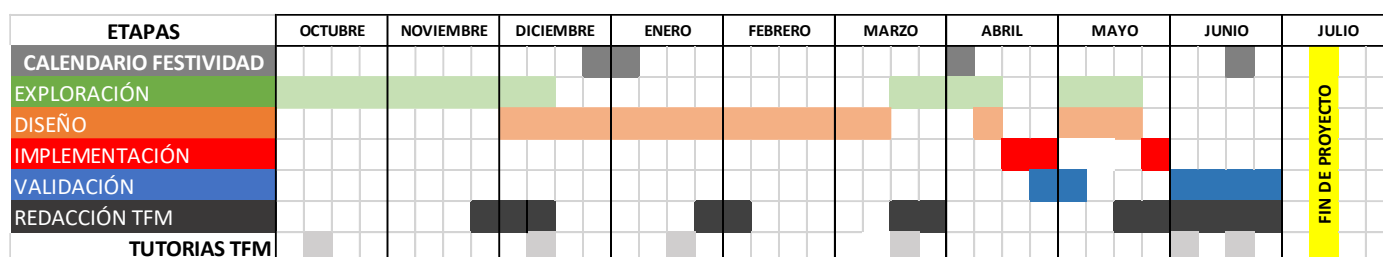 ETAPAS OCTUBRE NOVIEMBRE DICIEMBRE ENERO FEBRERO MARZO ABRIL MAYO JUNIO JULIO
CALENDARIO FESTIVIDAD
EXPLORACIÓN
DISEÑO
IMPLEMENTACIÓN
VALIDACIÓN
REDACCIÓN TFM
TUTORIAS TFM
FIN DE PROYECTO